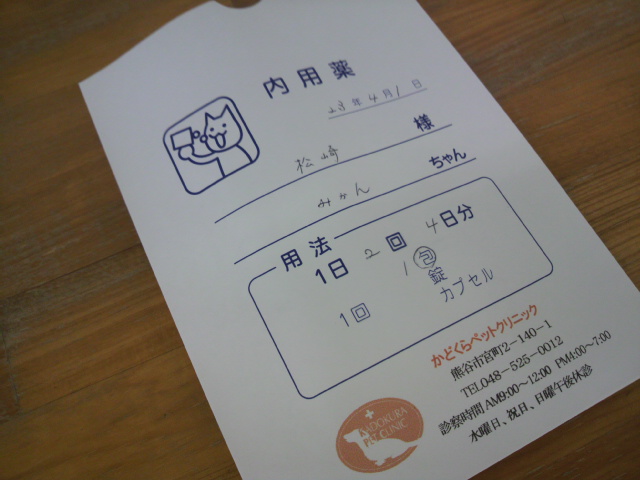 内用薬
23年4月1日
松崎 様
みかん ちゃん
用法
1日 2 回 4日分
1回 1 包
錠
カプセル
かどくらペットクリニック
熊谷市宮町2-140-1
TEL048-525-0012
診察時間 AM9:00〜12:00 PM4:00〜7:00
水曜日、祝日、日曜午後休診
KADOKURA
PET CLINIC